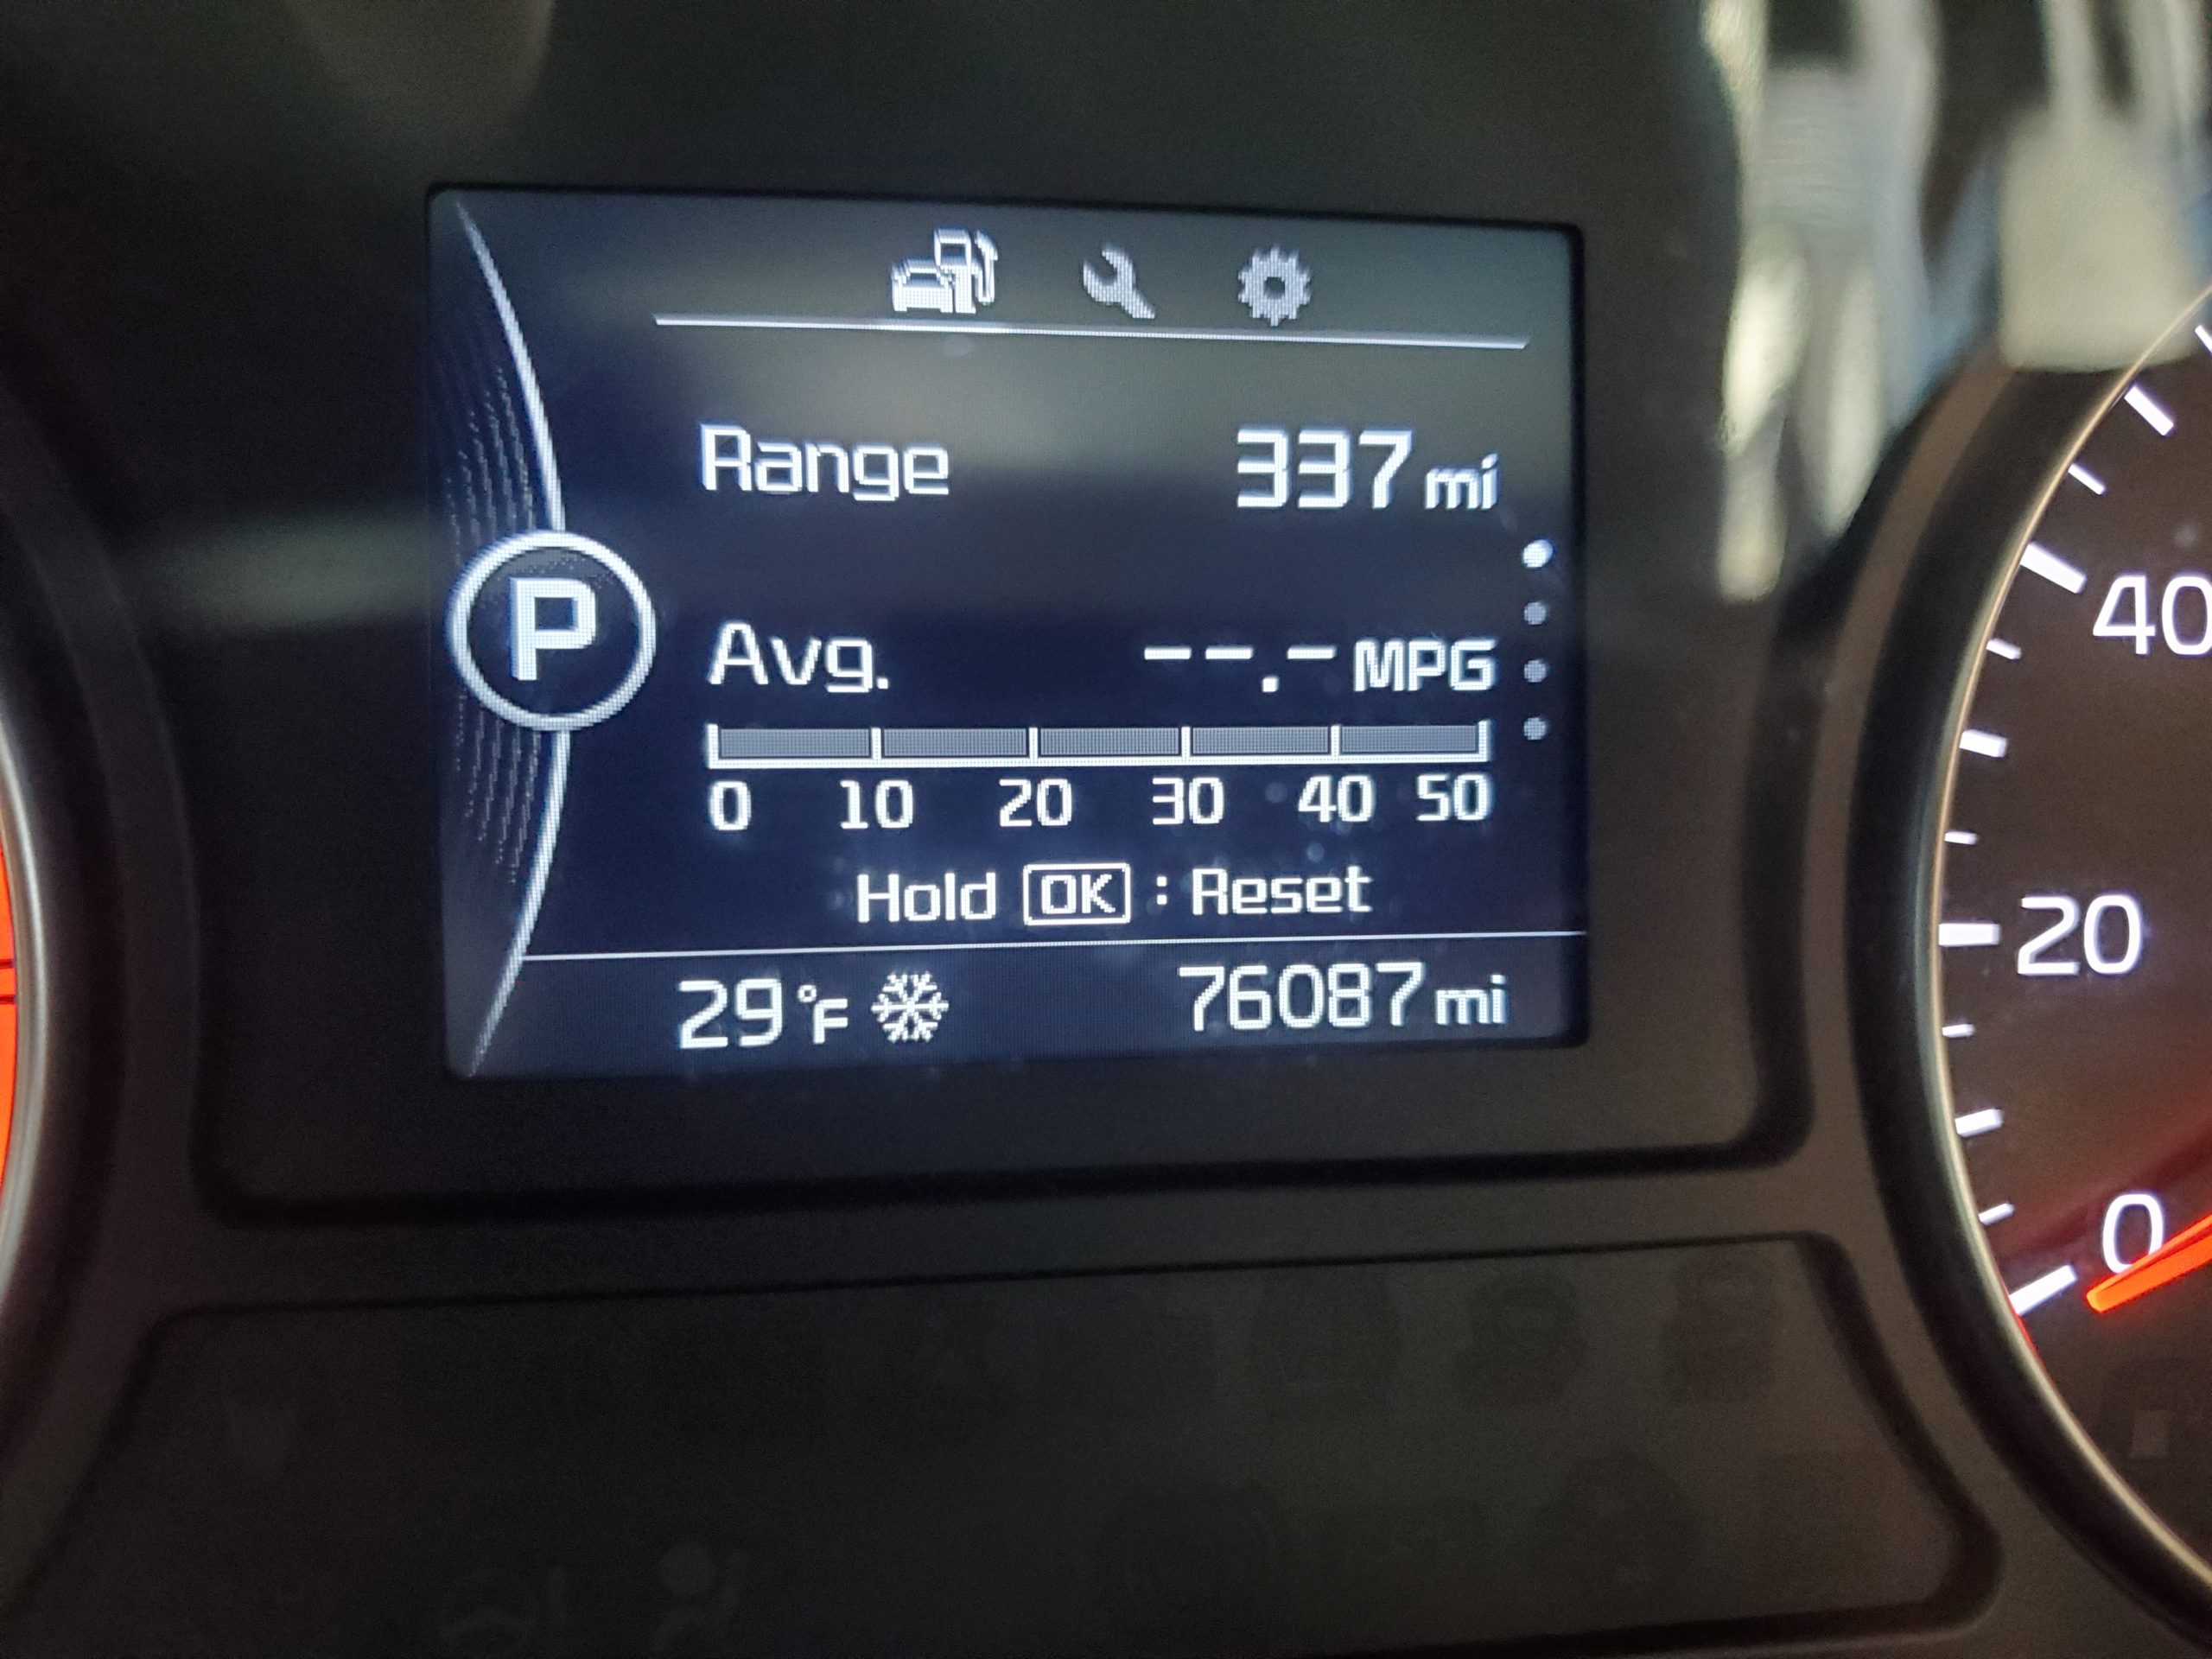 Range 337 mi
P
Avg. --.- MPG
0 10 20 30 40 50
Hold OK : Reset
29 °F 76087 mi
40
20
0